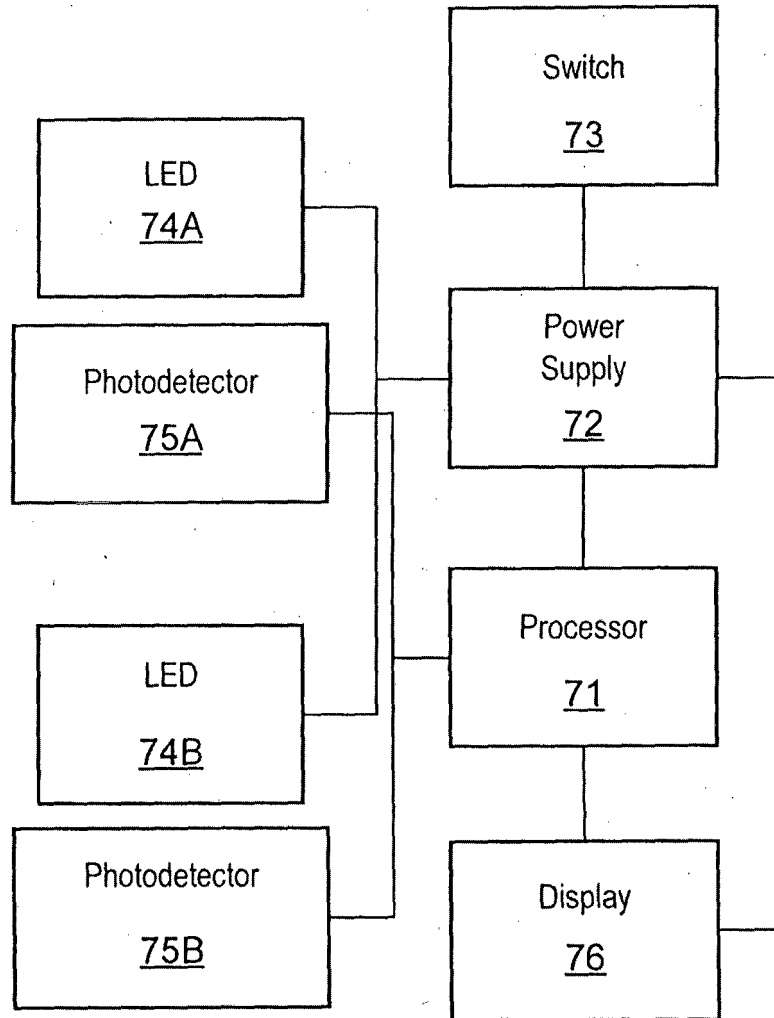 Switch
73
LED
74A
Power
Supply
72
Photodetector
75A
Processor
71
LED
74B
Photodetector
75B
Display
76